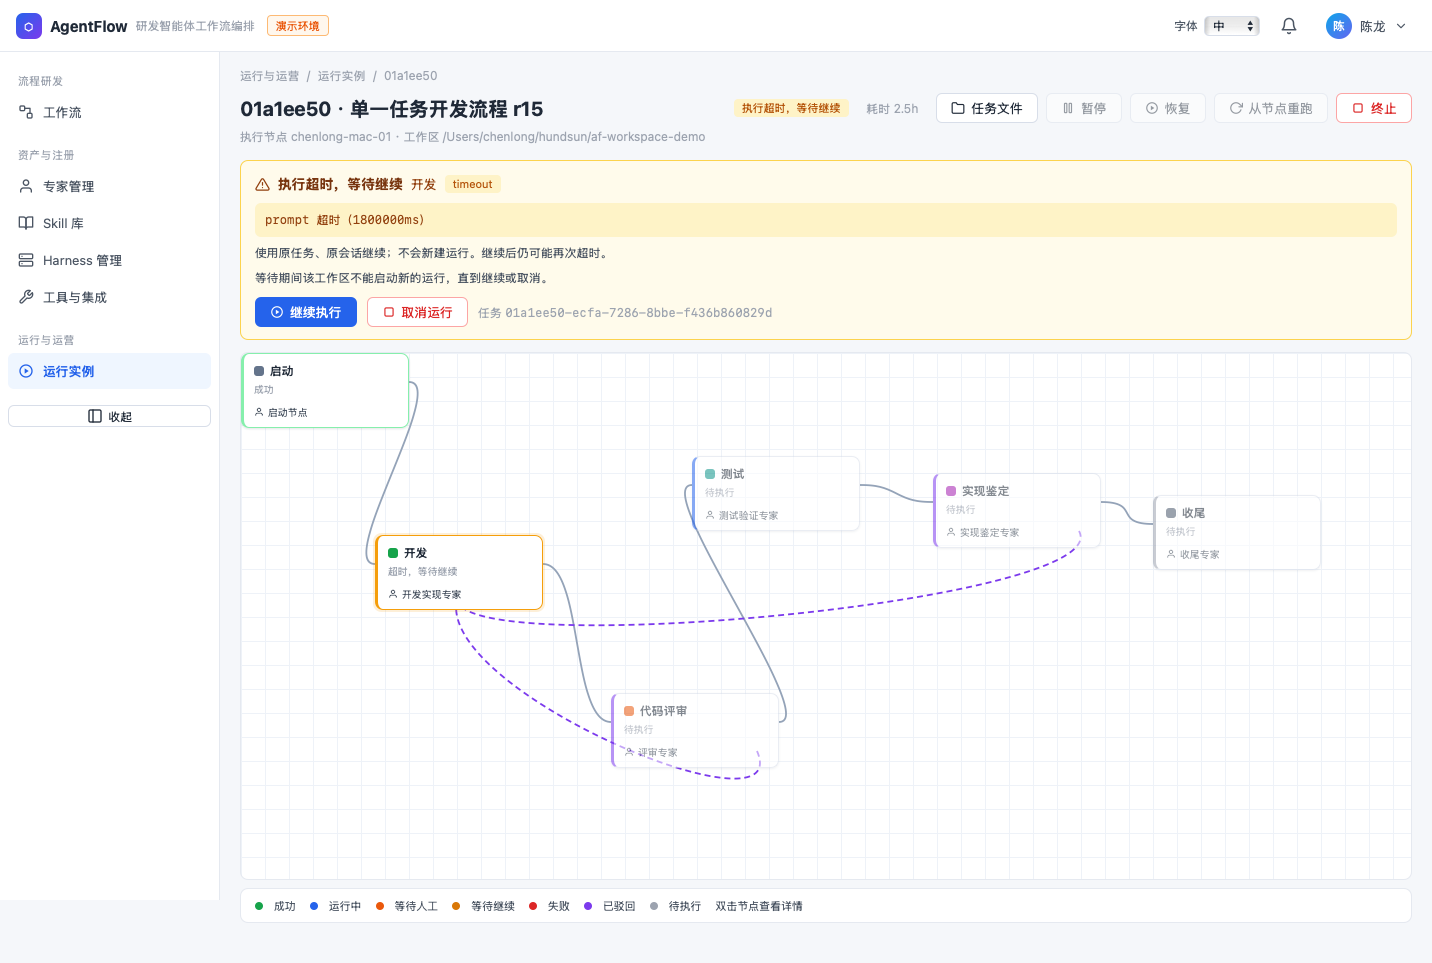 AgentFlow 研发智能体工作流编排 演示环境
字体 中 陈 陈龙
流程研发
工作流
资产与注册
专家管理
Skill 库
Harness 管理
工具与集成
运行与运营
运行实例
收起
运行与运营 / 运行实例 / 01a1ee50
01a1ee50 · 单一任务开发流程 r15
执行超时，等待继续 耗时 2.5h 任务文件 暂停 恢复 从节点重跑 终止
执行节点 chenlong-mac-01 · 工作区 /Users/chenlong/hundsun/af-workspace-demo
执行超时，等待继续 开发 timeout
prompt 超时（1800000ms）
使用原任务、原会话继续；不会新建运行。继续后仍可能再次超时。
等待期间该工作区不能启动新的运行，直到继续或取消。
继续执行 取消运行 任务 01a1ee50-ecfa-7286-8bbe-f436b860829d
启动
成功
启动节点
开发
超时，等待继续
开发实现专家
代码评审
待执行
评审专家
测试
待执行
测试验证专家
实现鉴定
待执行
实现鉴定专家
收尾
待执行
收尾专家
成功 运行中 等待人工 等待继续 失败 已驳回 待执行 双击节点查看详情